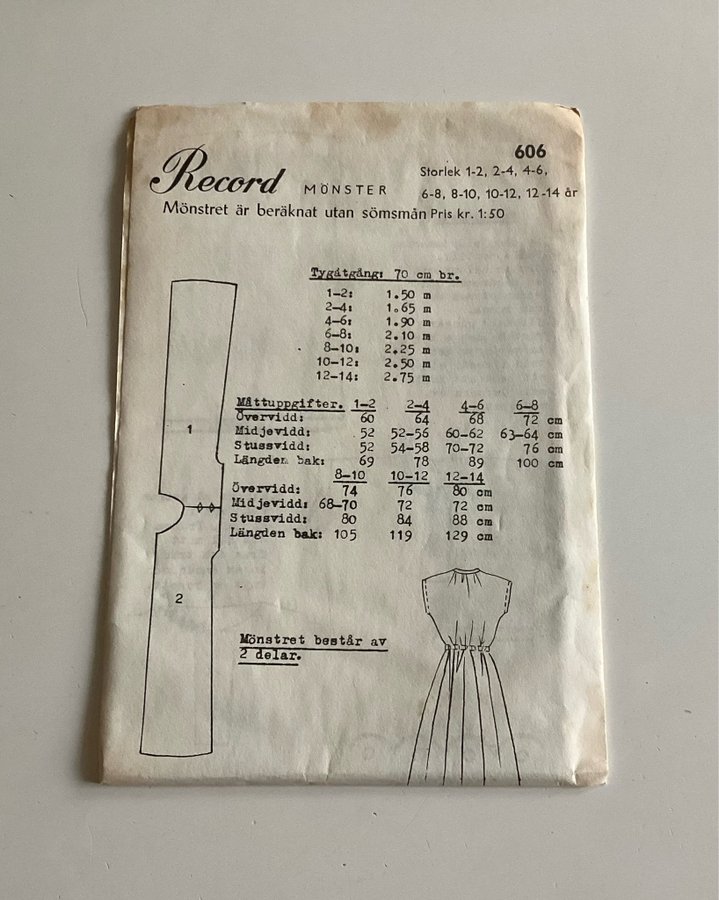 606
Record MÖNSTER
Storlek 1-2, 2-4, 4-6,
6-8, 8-10, 10-12, 12-14 år
Mönstret är beräknat utan sömsmån Pris kr. 1:50
Tygåtgång: 70 cm br.
1-2: 1.50 m
2-4: 1.65 m
4-6: 1.90 m
6-8: 2.10 m
8-10: 2.25 m
10-12: 2.50 m
12-14: 2.75 m
Måttuppgifter. 1-2 2-4 4-6 6-8
Övervidd: 60 64 68 72 cm
Midjevidd: 52 52-56 60-62 63-64 cm
Stussvidd: 52 54-58 70-72 76 cm
Längden bak: 69 78 89 100 cm
8-10 10-12 12-14
Övervidd: 74 76 80 cm
Midjevidd: 68-70 72 72 cm
Stussvidd: 80 84 88 cm
Längden bak: 105 119 129 cm
1
2
Mönstret består av
2 delar.